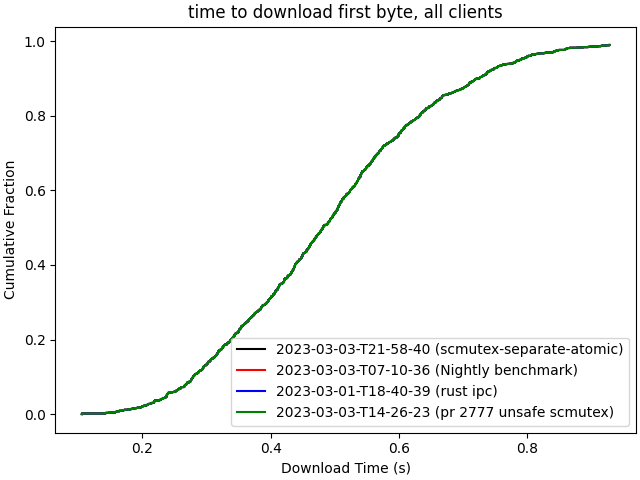 time to download first byte, all clients
1.0
0.8
0.6
0.4
0.2
0.0
Cumulative Fraction
2023-03-03-T21-58-40 (scmutex-separate-atomic)
2023-03-03-T07-10-36 (Nightly benchmark)
2023-03-01-T18-40-39 (rust ipc)
2023-03-03-T14-26-23 (pr 2777 unsafe scmutex)
0.2 0.4 0.6 0.8
Download Time (s)